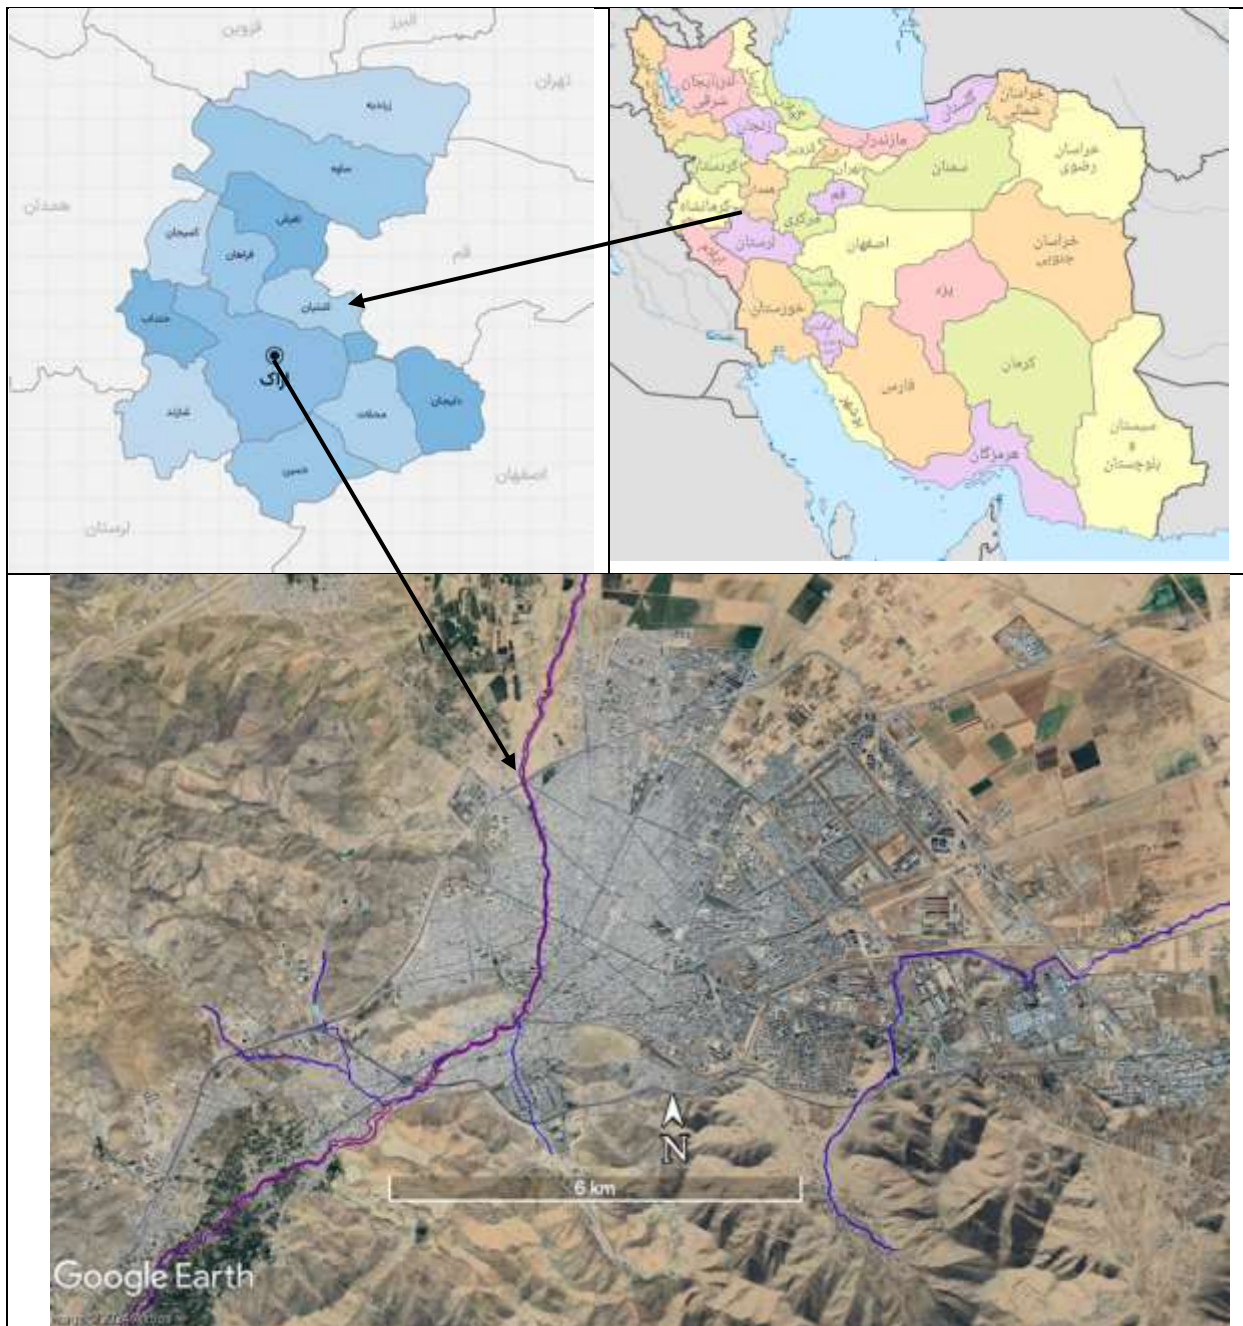 قزوین
البرز
تهران
زرندیه
ساوه
همدان
تفرش
کمیجان
فراهان
قم
آشتیان
خنداب
اراک
شازند
محلات
دلیجان
خمین
اصفهان
لرستان
آذربایجان
شرقی
زنجان
کردستان
همدان
کرمانشاه
لرستان
ایلام
خوزستان
قزوین
تهران
مازندران
گلستان
خراسان
شمالی
خراسان
رضوی
سمنان
قم
مرکزی
اصفهان
خراسان
جنوبی
یزد
فارس
کرمان
بوشهر
هرمزگان
سیستان
و
بلوچستان
N
6 km
Google Earth